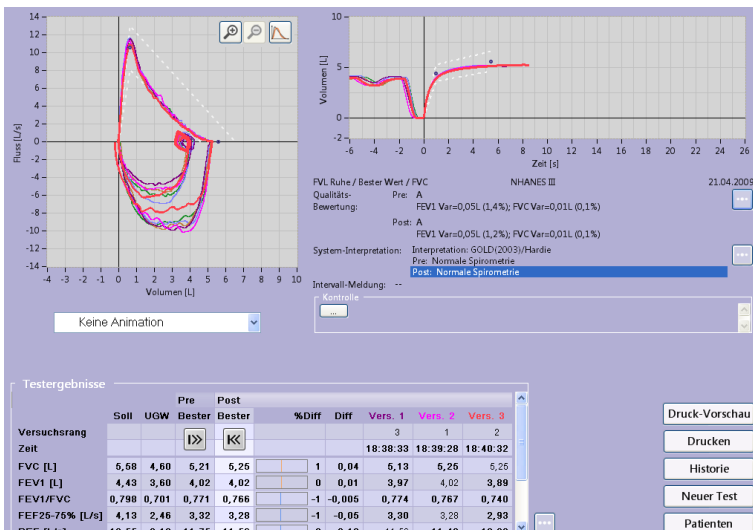 14
12
10
8
6
4
2
0
-2
-4
-6
-8
-10
-12
-14
Fluss [L/s]
-4 -3 -2 -1 0 1 2 3 4 5 6 7 8 9 10
Volumen [L]
10
5
0
-2
Volumen [L]
-6 -4 -2 0 2 4 6 8 10 12 14 16 18 20 22 24 26
Zeit [s]
FVL Ruhe / Bester Wert / FVC NHANES III 21.04.2009
Qualitäts- Pre: A
Bewertung: FEV1 Var=0,05L (1,4%); FVC Var=0,01L (0,1%)
Post: A
FEV1 Var=0,05L (1,2%); FVC Var=0,01L (0,1%)
System-Interpretation: Interpretation: GOLD(2003)/Hardie
Pre: Normale Spirometrie
Post: Normale Spirometrie
Intervall-Meldung: --
Kontrolle
...
Keine Animation
Testergebnisse
Pre Post
Soll UGW Bester Bester %Diff Diff Vers. 1 Vers. 2 Vers. 3
Versuchsrang 3 1 2
Zeit 18:38:33 18:39:28 18:40:32
FVC [L] 5,58 4,60 5,21 5,25 1 0,04 5,13 5,25 5,25
FEV1 [L] 4,43 3,60 4,02 4,02 0 0,01 3,97 4,02 3,89
FEV1/FVC 0,798 0,701 0,771 0,766 -1 -0,005 0,774 0,767 0,740
FEF25-75% [L/s] 4,13 2,46 3,32 3,28 -1 -0,05 3,30 3,28 2,93
Druck-Vorschau
Drucken
Historie
Neuer Test
Patienten